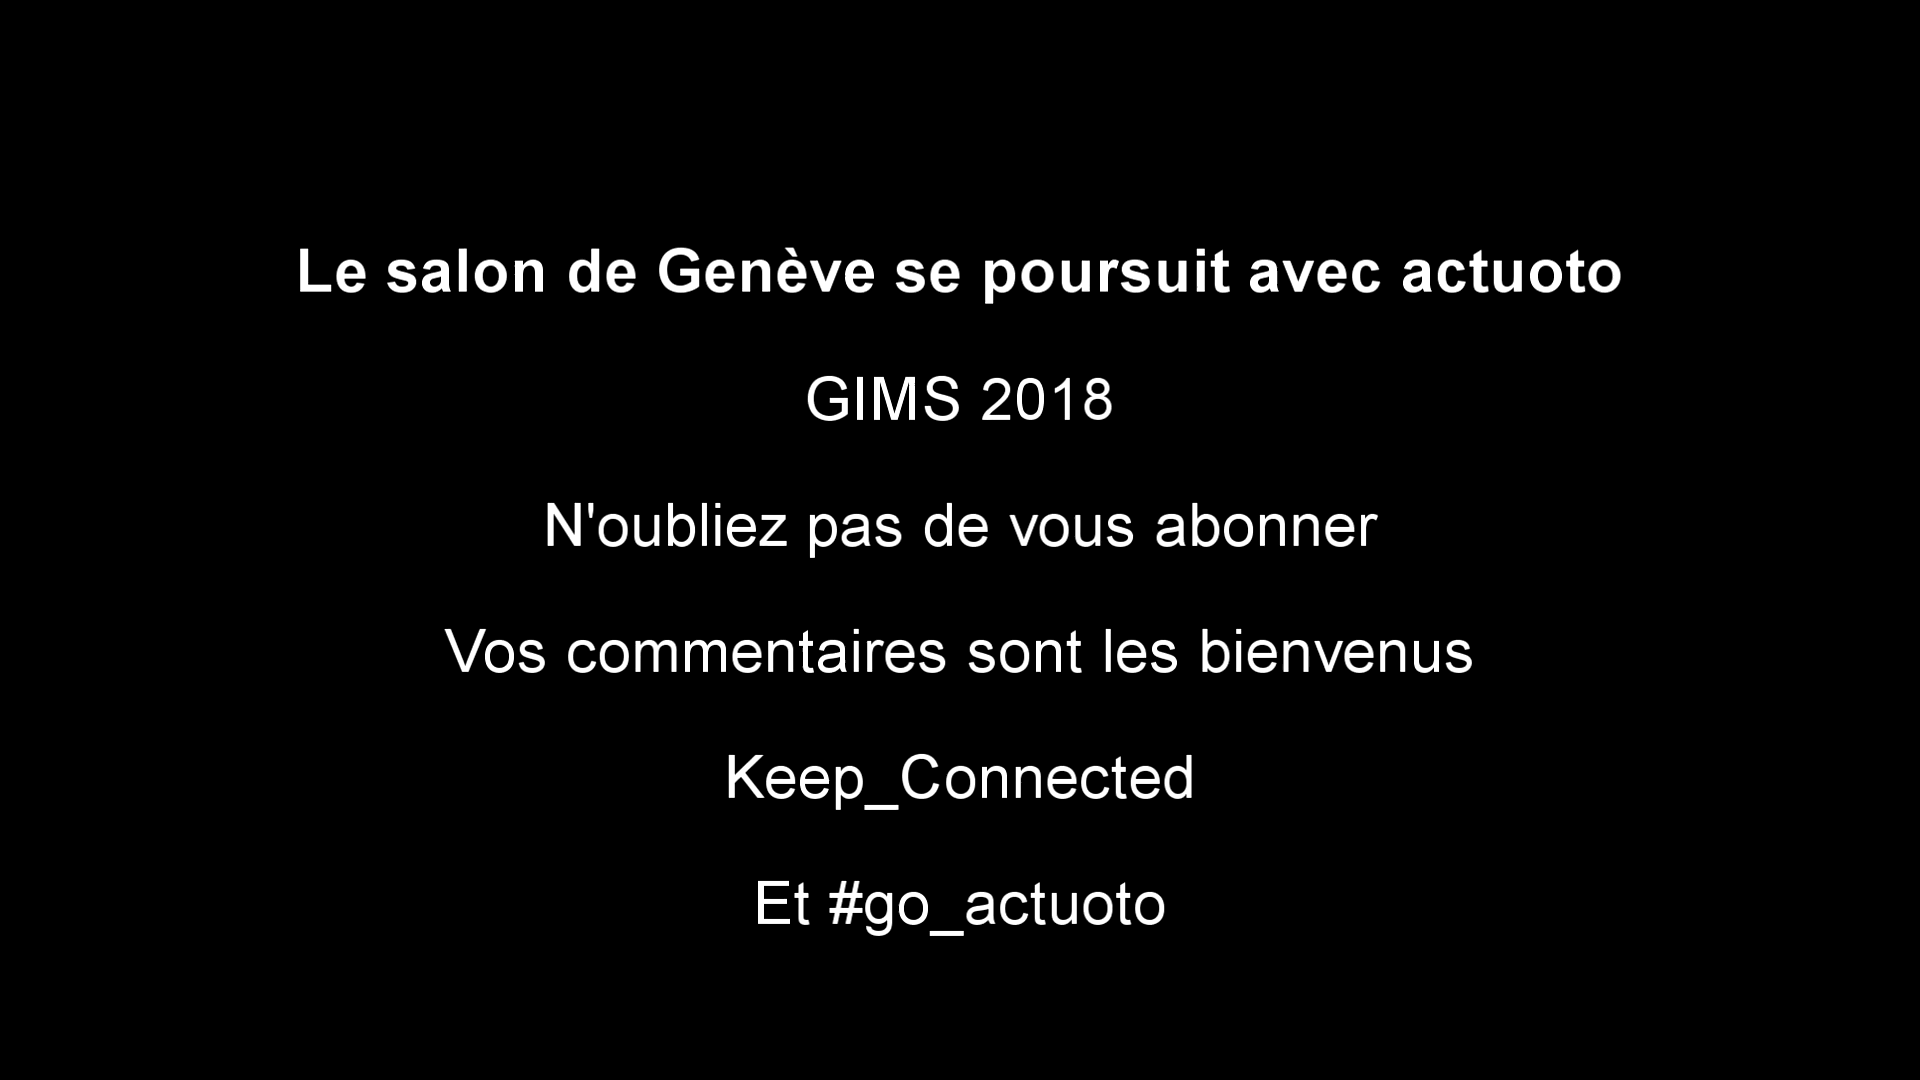 Le salon de Genève se poursuit avec actuoto
GIMS 2018
N'oubliez pas de vous abonner
Vos commentaires sont les bienvenus
Keep_Connected
Et #go_actuoto